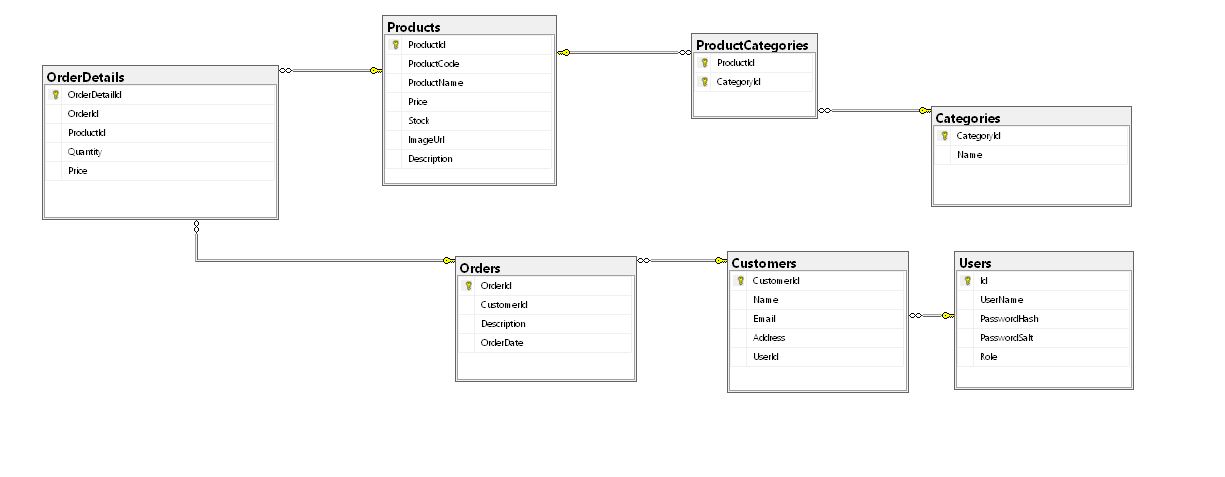 OrderDetails
OrderDetailId
OrderId
ProductId
Quantity
Price
Products
ProductId
ProductCode
ProductName
Price
Stock
ImageUrl
Description
ProductCategories
ProductId
CategoryId
Categories
CategoryId
Name
Orders
OrderId
CustomerId
Description
OrderDate
Customers
CustomerId
Name
Email
Address
UserId
Users
Id
UserName
PasswordHash
PasswordSalt
Role